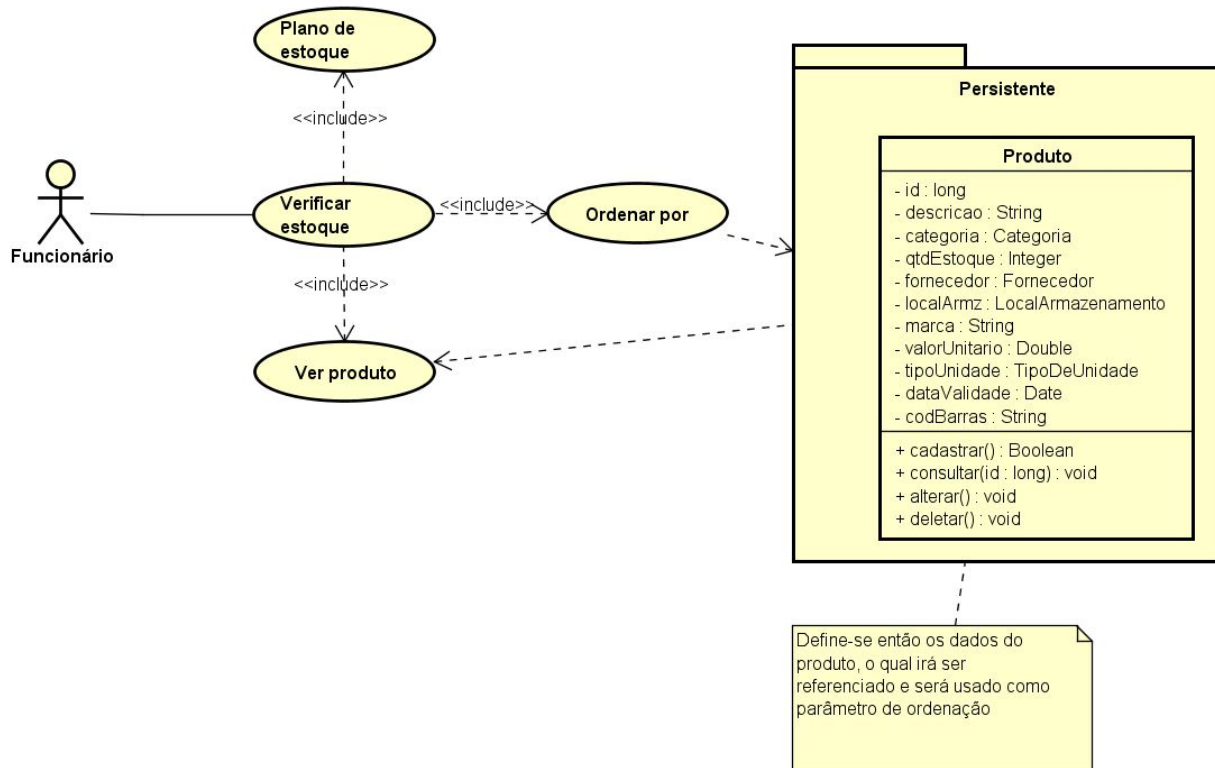 Plano de
estoque
<<include>>
Funcionário
Verificar
estoque
<<include>>
Ordenar por
<<include>>
Ver produto
Persistente
Produto
- id : long
- descricao : String
- categoria : Categoria
- qtdEstoque : Integer
- fornecedor : Fornecedor
- localArmz : LocalArmazenamento
- marca : String
- valorUnitario : Double
- tipoUnidade : TipoDeUnidade
- dataValidade : Date
- codBarras : String
+ cadastrar() : Boolean
+ consultar(id : long) : void
+ alterar() : void
+ deletar() : void
Define-se então os dados do
produto, o qual irá ser
referenciado e será usado como
parâmetro de ordenação